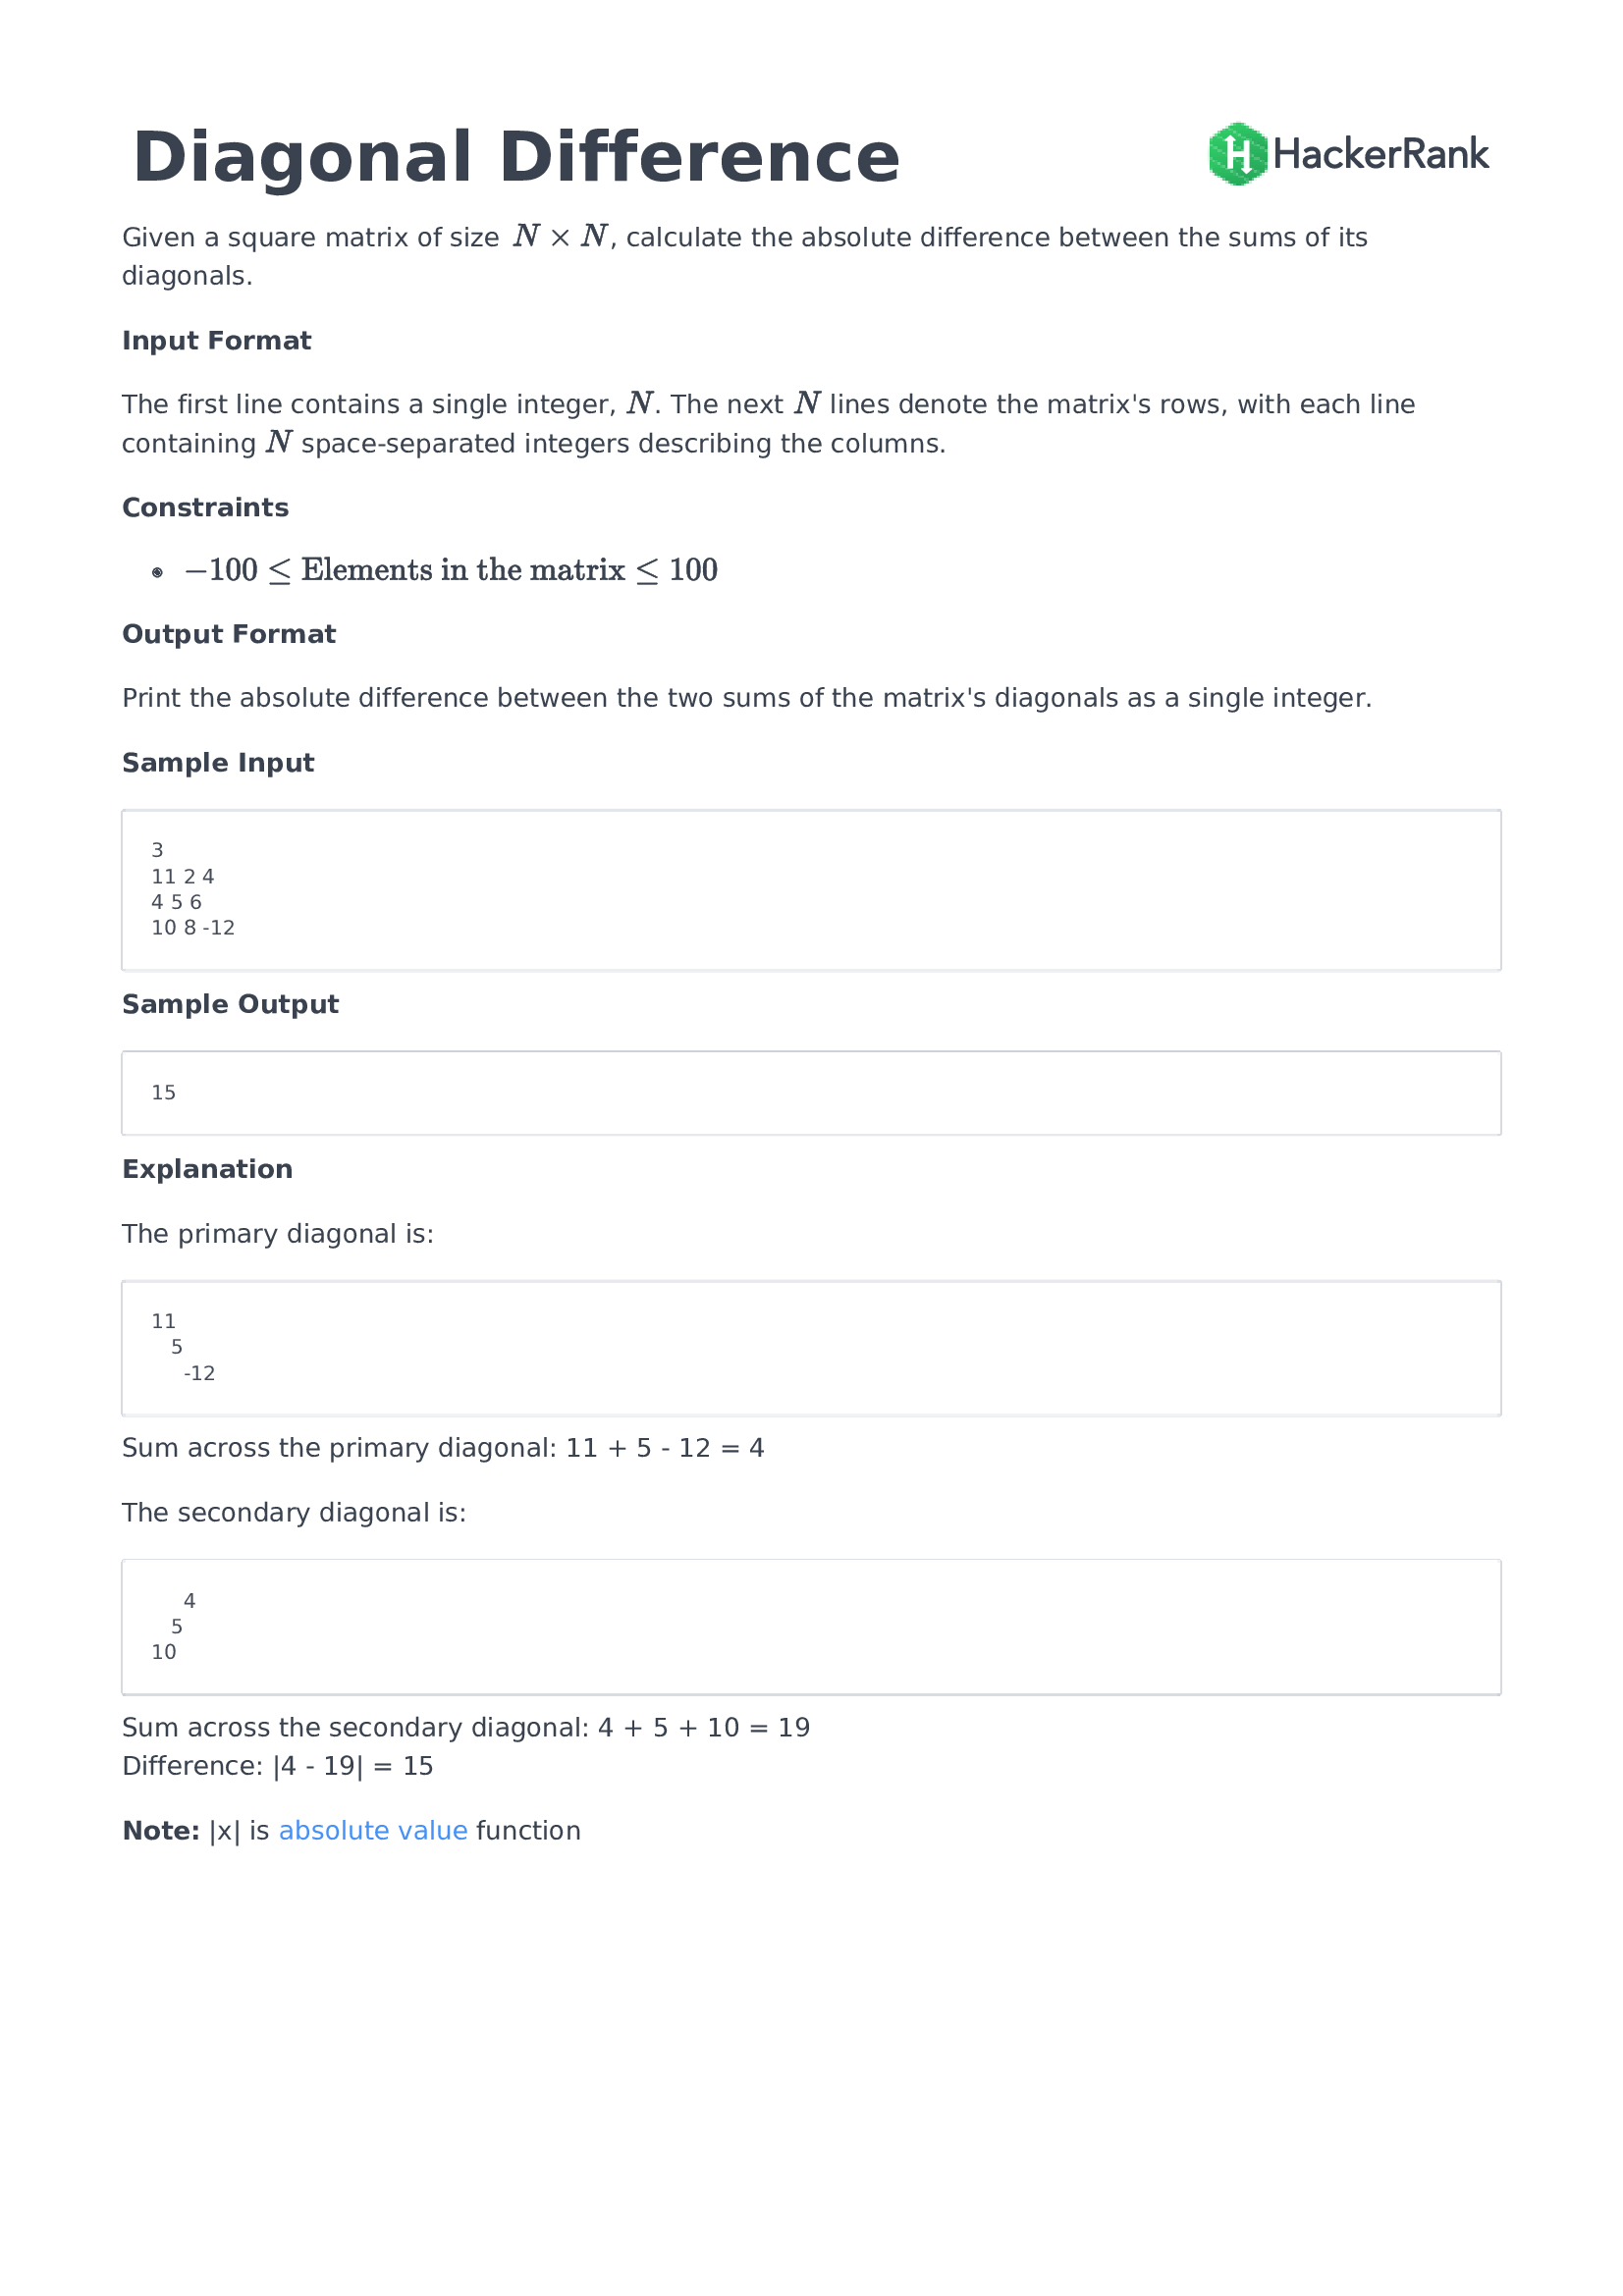 Diagonal Difference
HackerRank
Given a square matrix of size N × N, calculate the absolute difference between the sums of its
diagonals.
Input Format
The first line contains a single integer, N. The next N lines denote the matrix's rows, with each line
containing N space-separated integers describing the columns.
Constraints
• −100 ≤ Elements in the matrix ≤ 100
Output Format
Print the absolute difference between the two sums of the matrix's diagonals as a single integer.
Sample Input
3
11 2 4
4 5 6
10 8 -12
Sample Output
15
Explanation
The primary diagonal is:
11
5
-12
Sum across the primary diagonal: 11 + 5 - 12 = 4
The secondary diagonal is:
4
5
10
Sum across the secondary diagonal: 4 + 5 + 10 = 19
Difference: |4 - 19| = 15
Note: |x| is absolute value function